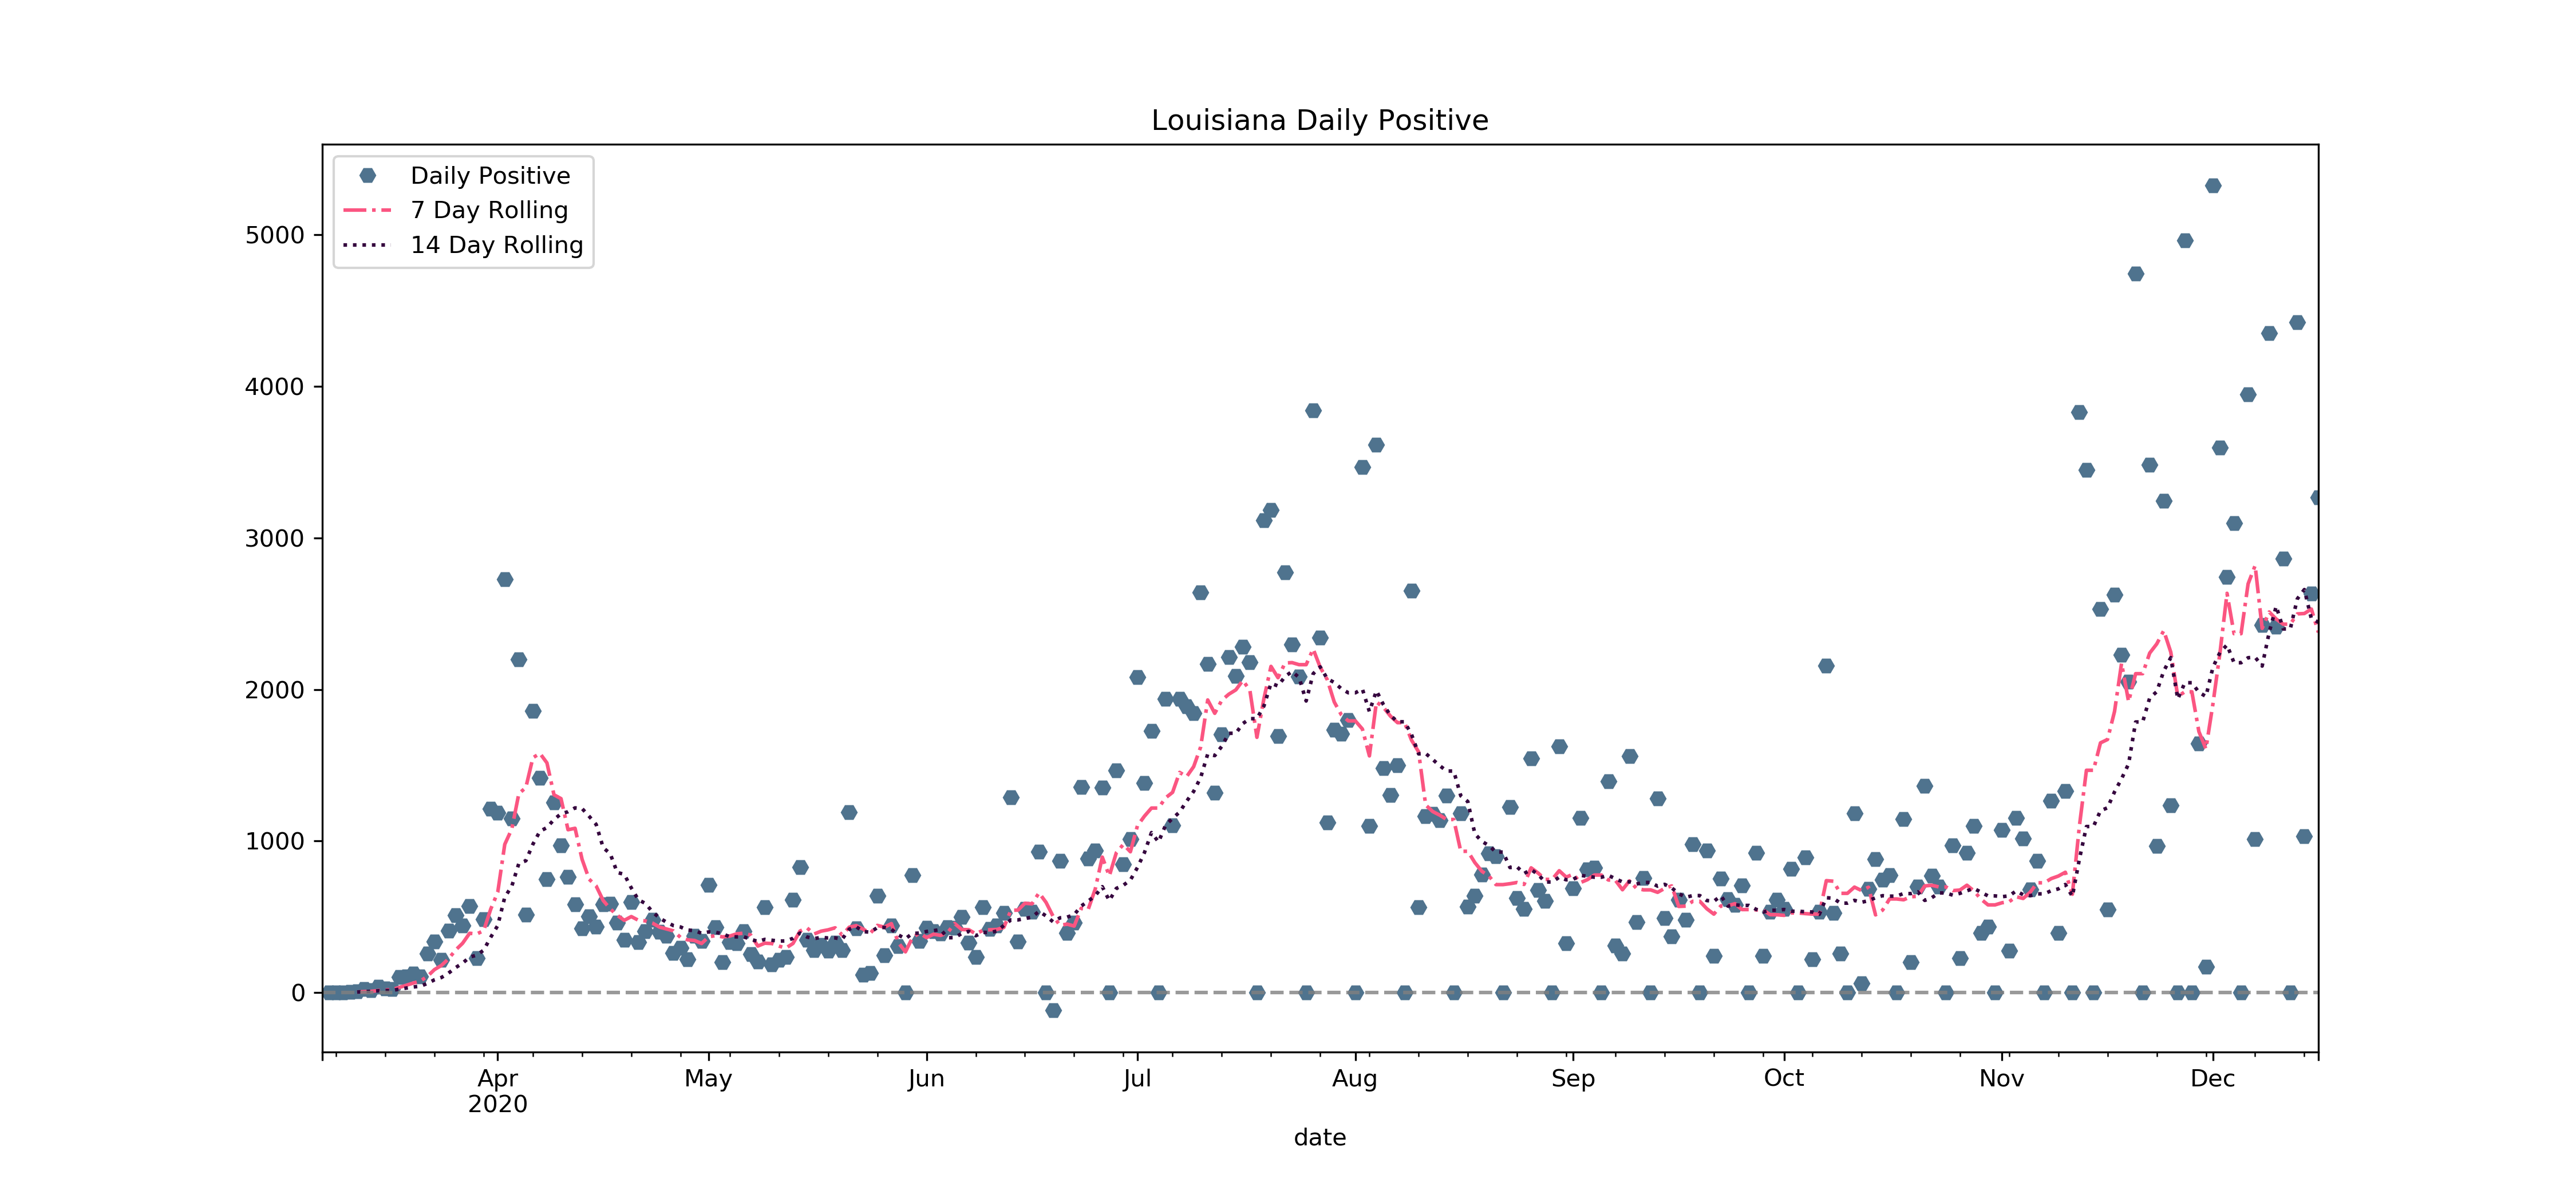 Louisiana Daily Positive
Daily Positive
7 Day Rolling
14 Day Rolling
5000
4000
3000
2000
1000
0
Apr May Jun Jul Aug Sep Oct Nov Dec
2020
date